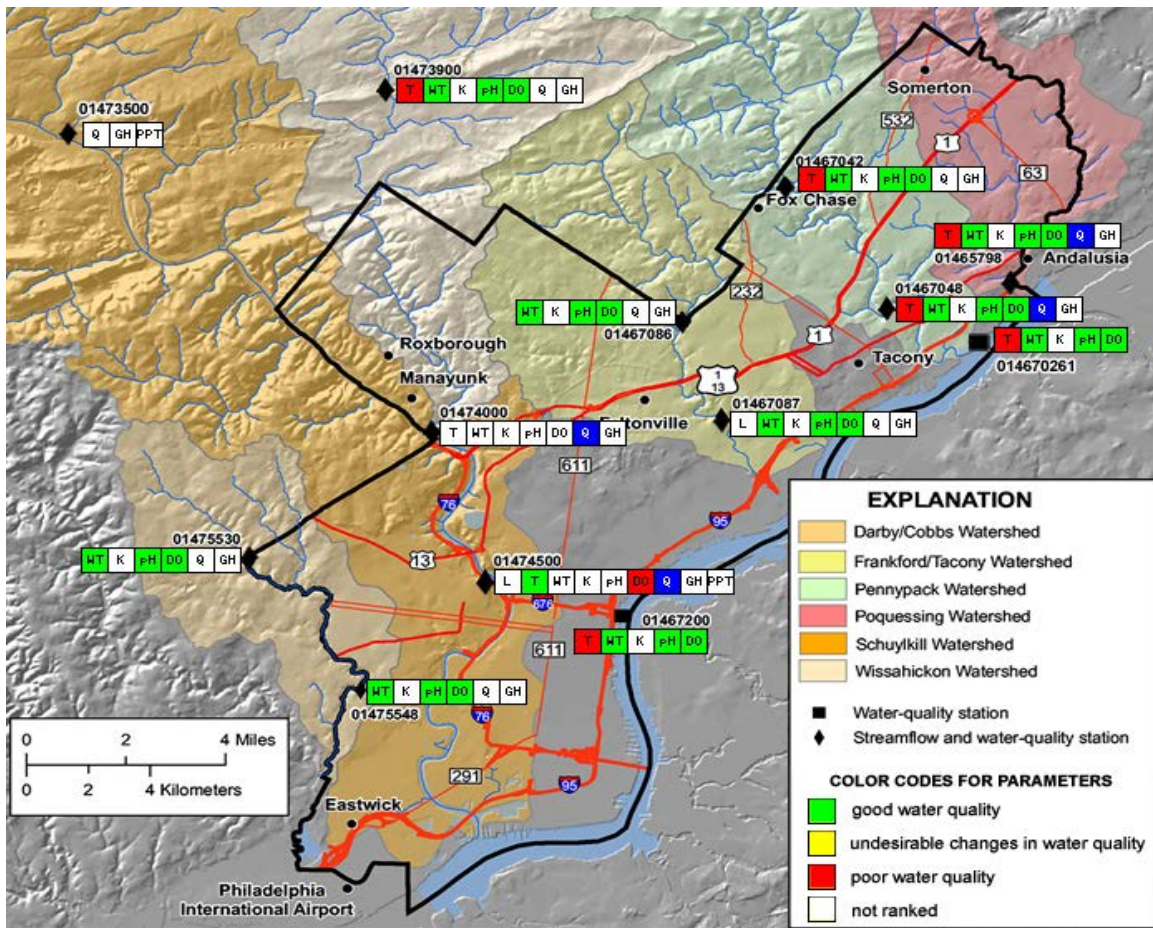 01473900
T WT K pH DO Q GH
01473500
Q GH PPT
Somerton
532
1
63
01467042
T WT K pH DO Q GH
Fox Chase
T WT K pH DO Q GH
01465798
Andalusia
01467048
T WT K pH DO Q GH
232
WT K pH DO Q GH
01467086
1
T WT K pH DO
014670261
Tacony
Roxborough
Manayunk
1
13
01467087
L WT K pH DO Q GH
01474000
T WT K pH DO Q GH
611
76
95
01475530
WT K pH DO Q GH
13
01474500
L T WT K pH DO Q GH PPT
676
01467200
T WT K pH DO
611
WT K pH DO Q GH
01475548
76
291
95
Eastwick
Philadelphia
International Airport
0 2 4 Miles
0 2 4 Kilometers
EXPLANATION
Darby/Cobbs Watershed
Frankford/Tacony Watershed
Pennypack Watershed
Poquessing Watershed
Schuylkill Watershed
Wissahickon Watershed
Water-quality station
Streamflow and water-quality station
COLOR CODES FOR PARAMETERS
good water quality
undesirable changes in water quality
poor water quality
not ranked